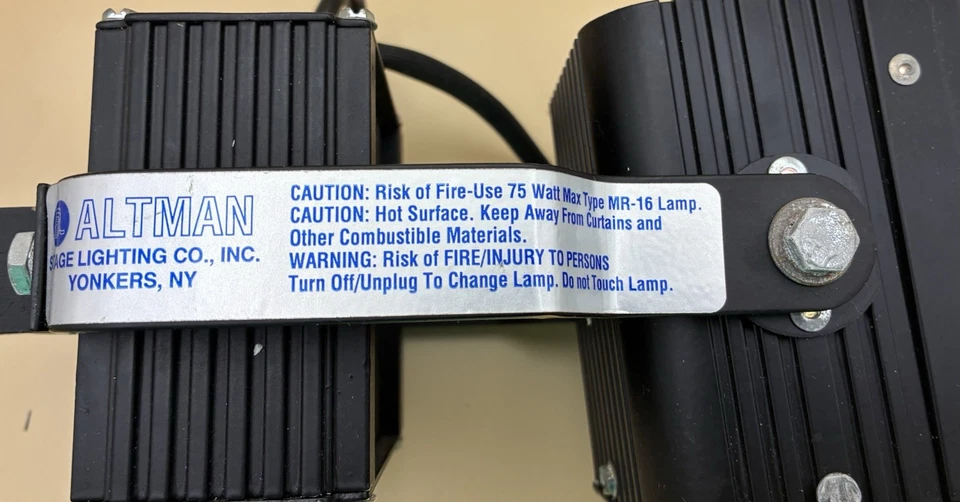 ALTMAN
STAGE LIGHTING CO., INC.
YONKERS, NY
CAUTION: Risk of Fire-Use 75 Watt Max Type MR-16 Lamp.
CAUTION: Hot Surface. Keep Away From Curtains and
Other Combustible Materials.
WARNING: Risk of FIRE/INJURY TO PERSONS
Turn Off/Unplug To Change Lamp. Do not Touch Lamp.